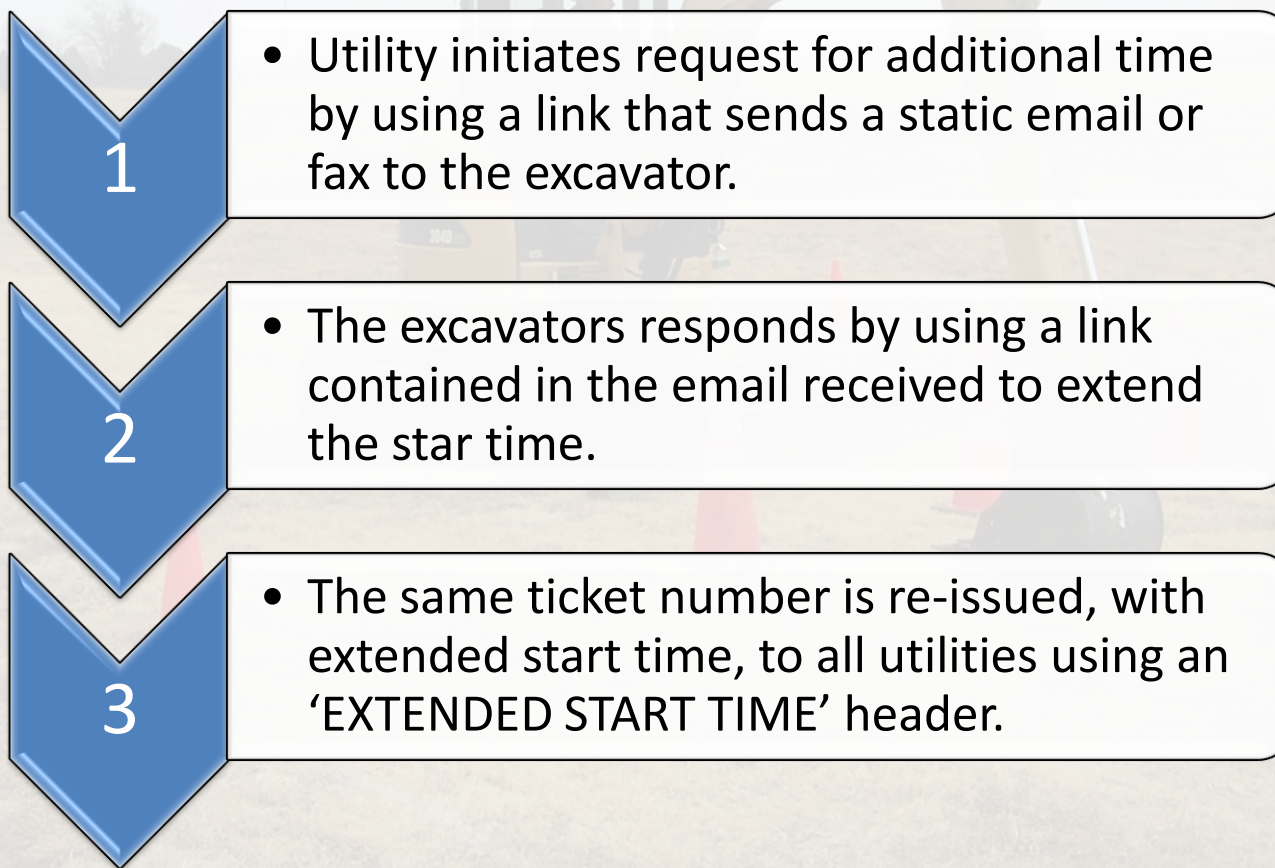 1
• Utility initiates request for additional time
by using a link that sends a static email or
fax to the excavator.
2
• The excavators responds by using a link
contained in the email received to extend
the star time.
3
• The same ticket number is re-issued, with
extended start time, to all utilities using an
‘EXTENDED START TIME’ header.